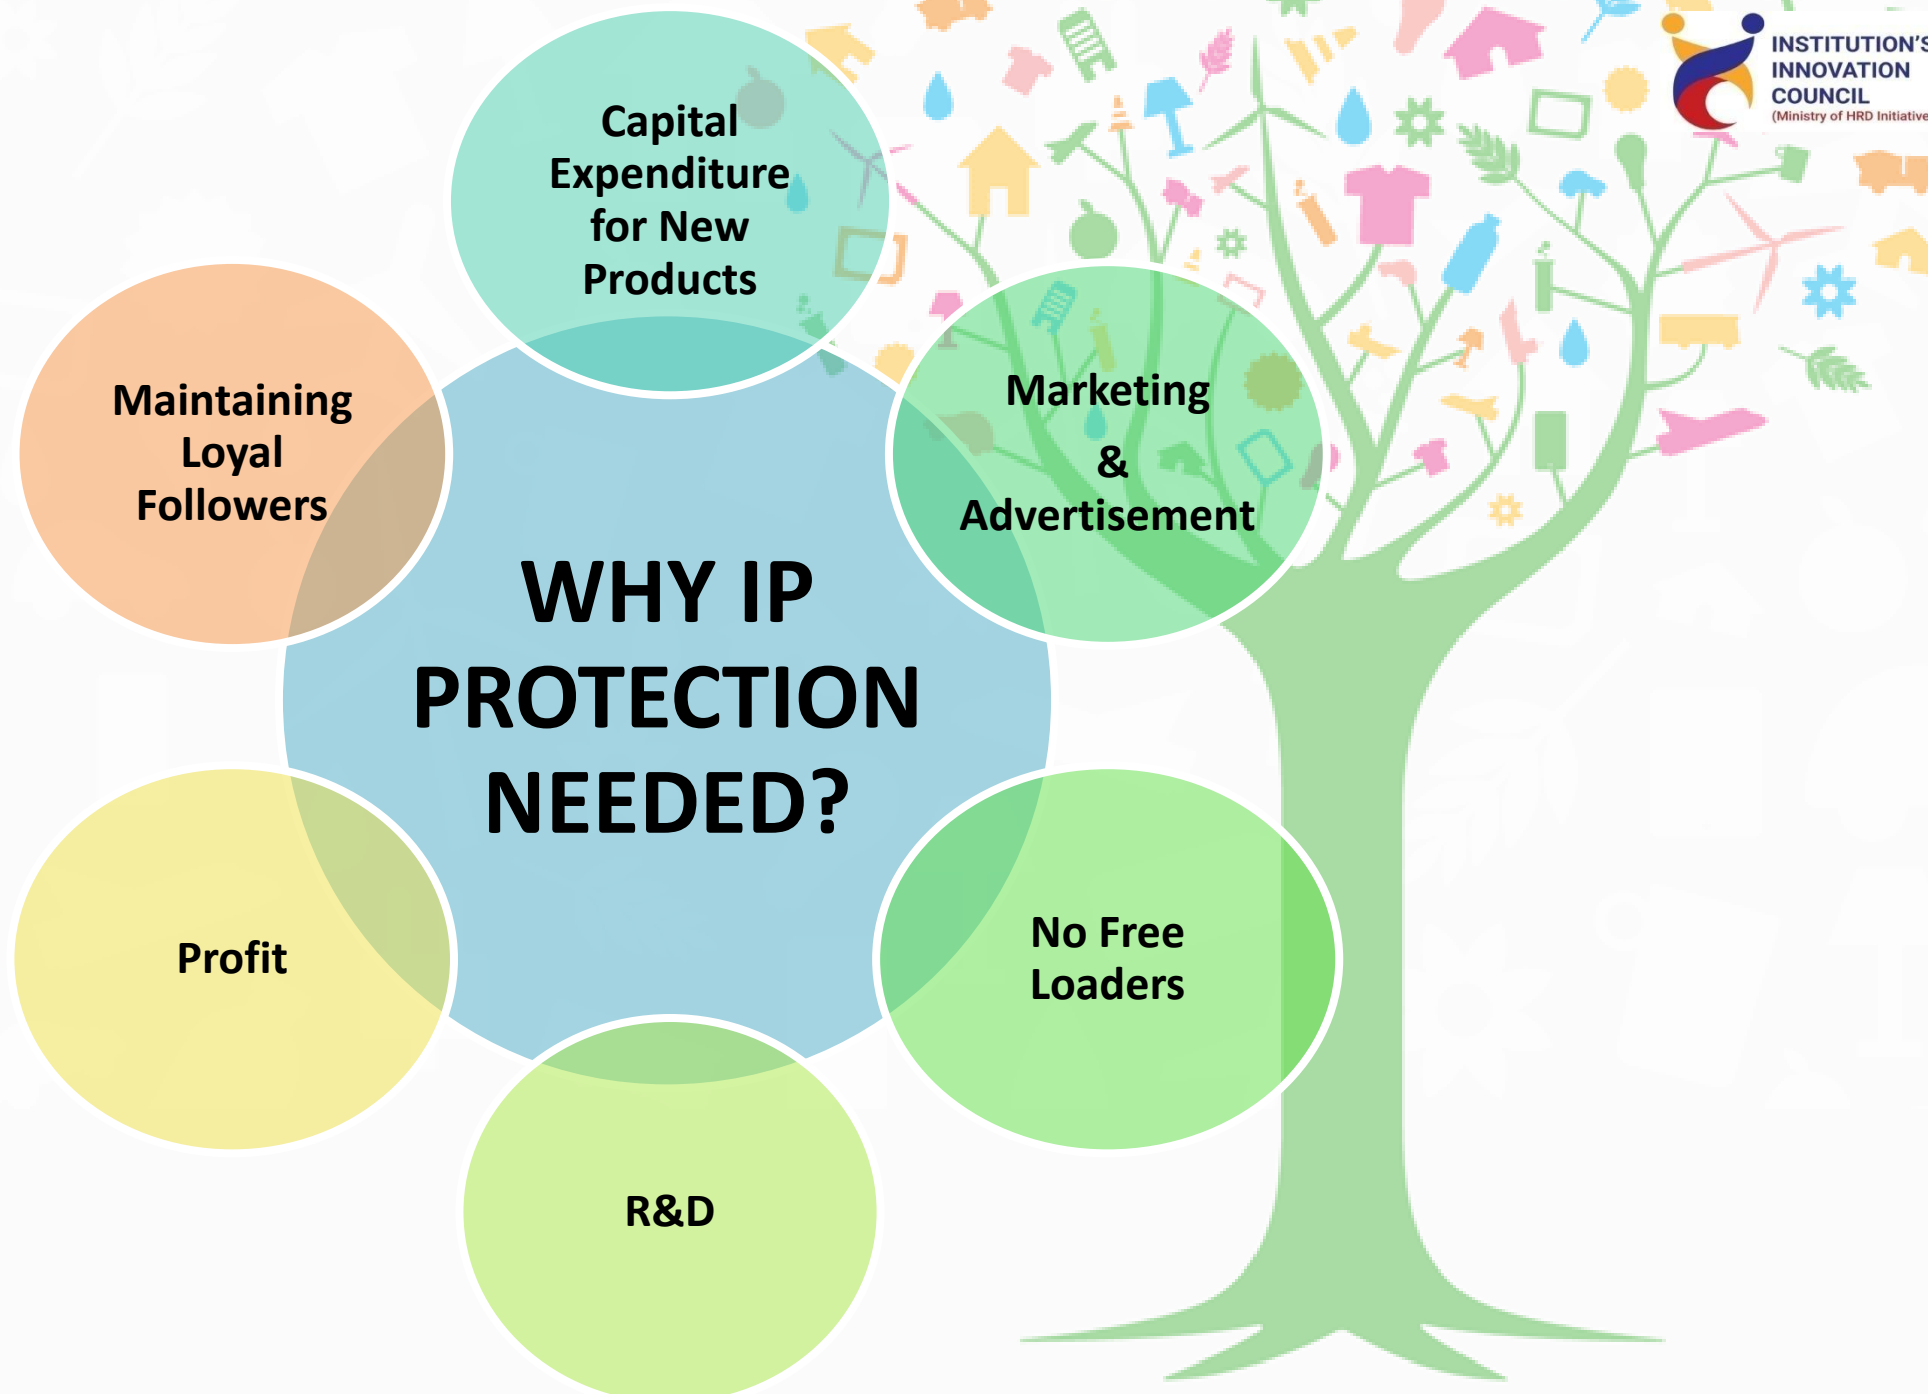 INSTITUTION'S
INNOVATION
COUNCIL
(Ministry of HRD Initiative
Capital
Expenditure
for New
Products
Marketing
&
Advertisement
No Free
Loaders
R&D
Profit
Maintaining
Loyal
Followers
WHY IP
PROTECTION
NEEDED?